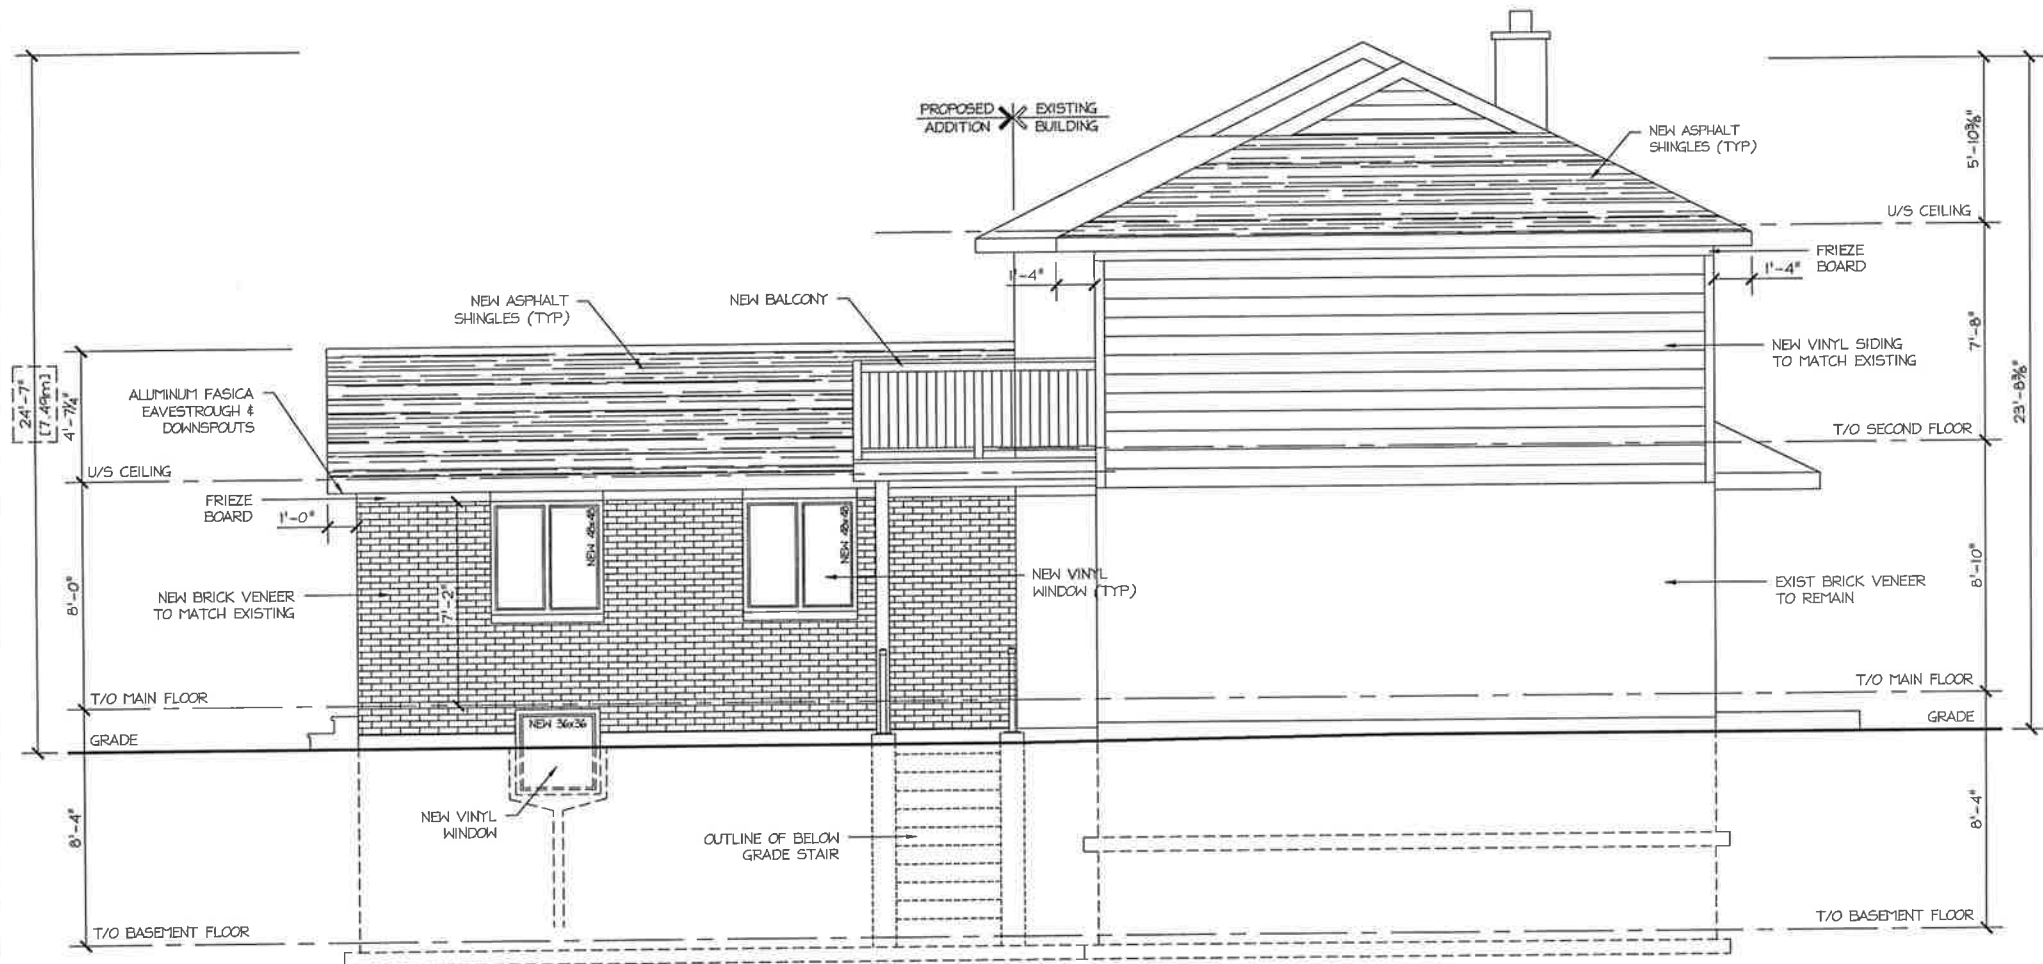 PROPOSED
ADDITION
EXISTING
BUILDING
NEW ASPHALT
SHINGLES (TYP)
5'-10⅜"
U/S CEILING
FRIEZE
BOARD
1'-4"
1'-4"
NEW ASPHALT
SHINGLES (TYP)
NEW BALCONY
7'-8"
NEW VINYL SIDING
TO MATCH EXISTING
23'-8⅜"
24'-7"
[7.49m]
4'-7¼"
ALUMINUM FASICA
EAVESTROUGH &
DOWNSPOUTS
T/O SECOND FLOOR
U/S CEILING
FRIEZE
BOARD
1'-0"
NEW 48x48
NEW 48x48
8'-0"
7'-2"
NEW BRICK VENEER
TO MATCH EXISTING
NEW VINYL
WINDOW (TYP)
8'-10"
EXIST BRICK VENEER
TO REMAIN
T/O MAIN FLOOR
T/O MAIN FLOOR
GRADE
NEW 36x36
GRADE
NEW VINYL
WINDOW
8'-4"
OUTLINE OF BELOW
GRADE STAIR
8'-4"
T/O BASEMENT FLOOR
T/O BASEMENT FLOOR